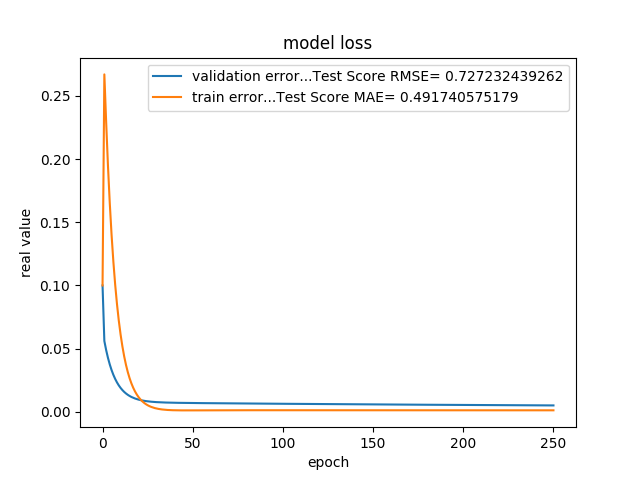 model loss
validation error...Test Score RMSE= 0.727232439262
train error...Test Score MAE= 0.491740575179
real value
0.25
0.20
0.15
0.10
0.05
0.00
0 50 100 150 200 250
epoch